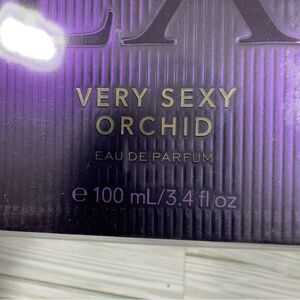 VERY SEXY
ORCHID
EAU DE PARFUM
e 100 mL/3.4 fl oz